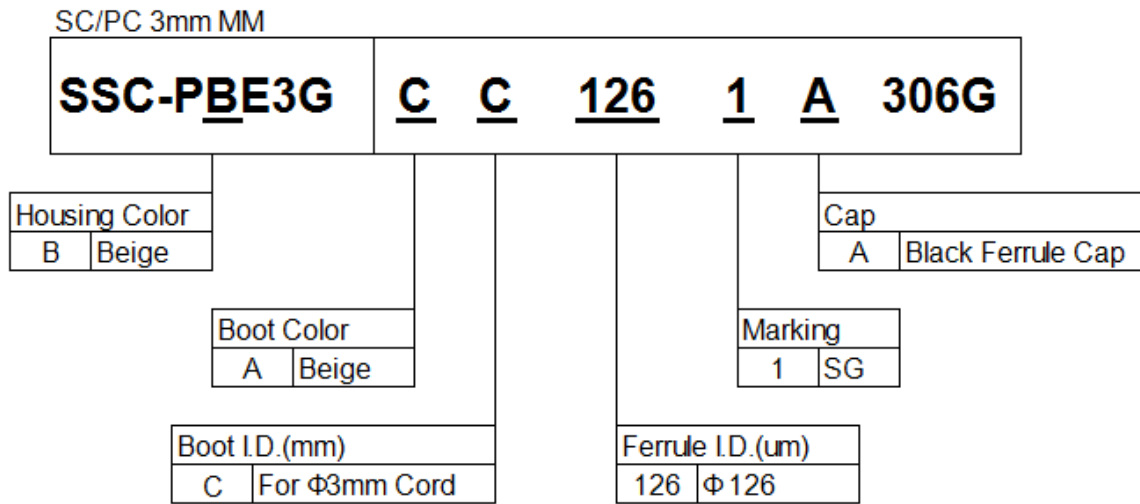 SC/PC 3mm MM
SSC-PBE3G C C 126 1 A 306G
Housing Color
B Beige
Cap
A Black Ferrule Cap
Boot Color
A Beige
Marking
1 SG
Boot I.D.(mm)
C For Φ3mm Cord
Ferrule I.D.(um)
126 Φ126